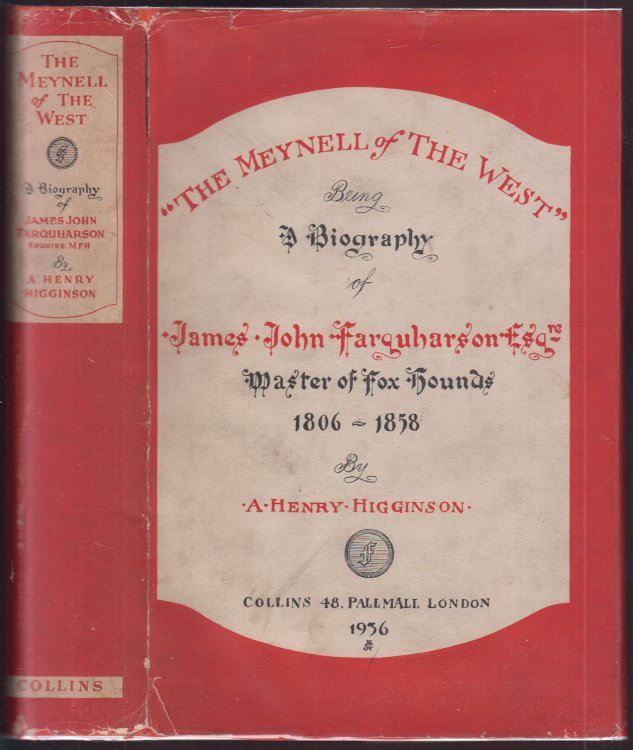 THE
MEYNELL
of THE
WEST
F
A Biography
of
JAMES JOHN
FARQUHARSON
ESQUIRE MFH
By
A HENRY
HIGGINSON
COLLINS
"THE MEYNELL of THE WEST"
Being
A Biography
of
James · John · Farquharson Esqre
Master of Fox Hounds
1806 ~ 1858
By
· A · HENRY · HIGGINSON ·
F
COLLINS 48, PALL MALL LONDON
1936